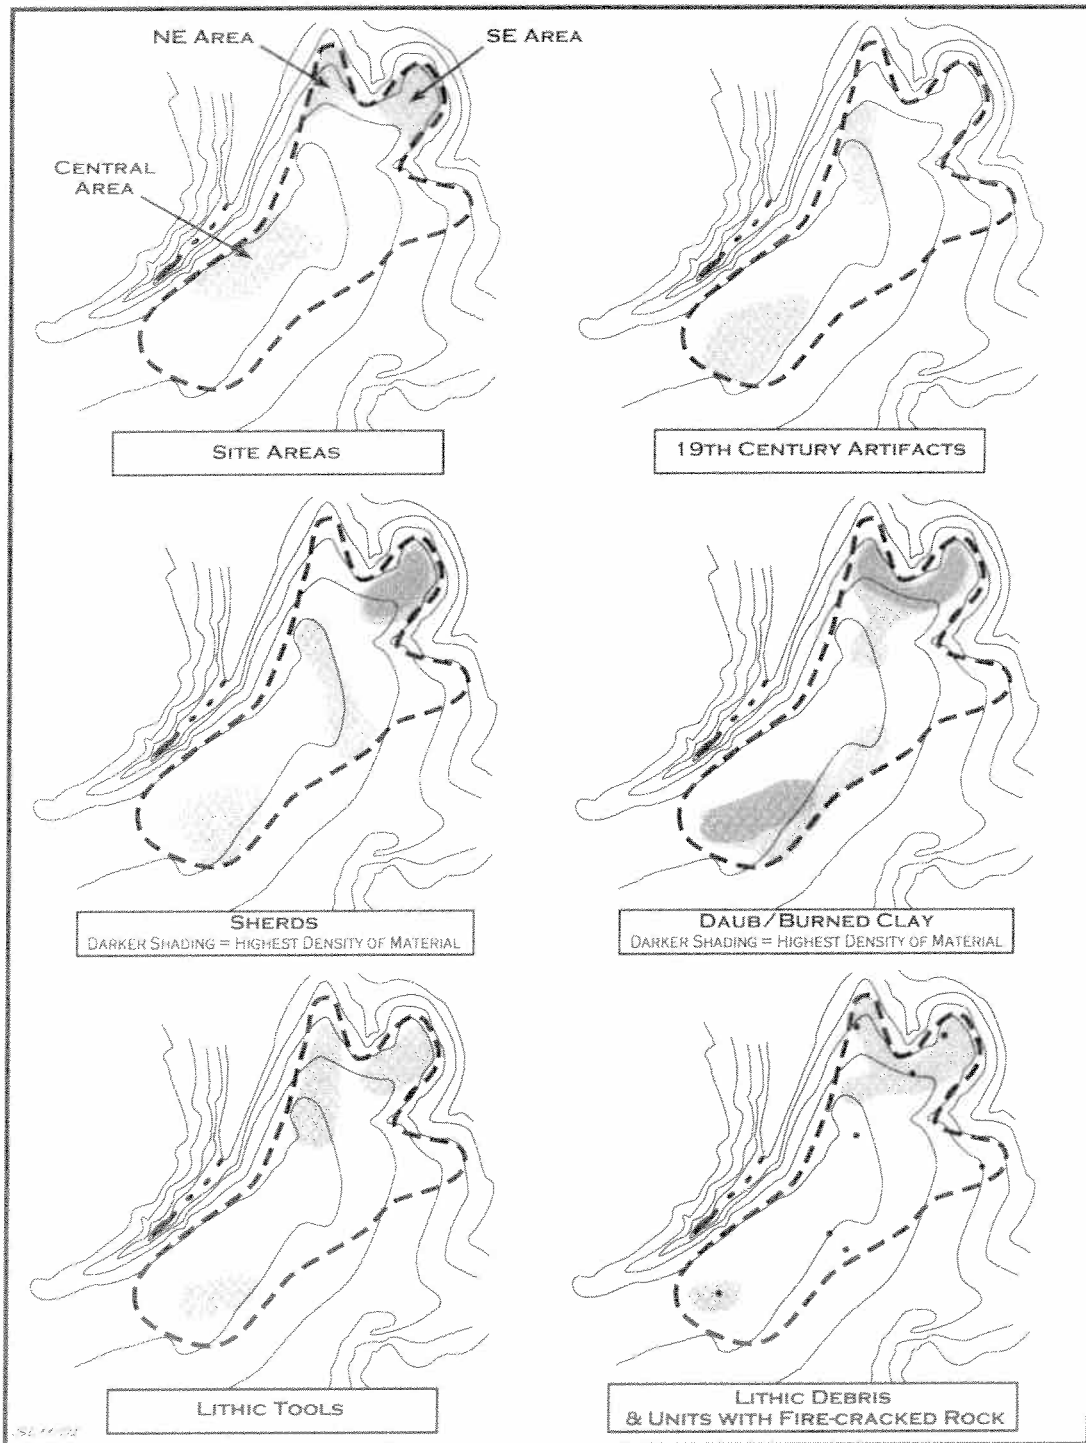 NE AREA
SE AREA
CENTRAL
AREA
SITE AREAS
19TH CENTURY ARTIFACTS
SHERDS
DARKER SHADING = HIGHEST DENSITY OF MATERIAL
DAUB/BURNED CLAY
DARKER SHADING = HIGHEST DENSITY OF MATERIAL
LITHIC TOOLS
LITHIC DEBRIS
& UNITS WITH FIRE-CRACKED ROCK